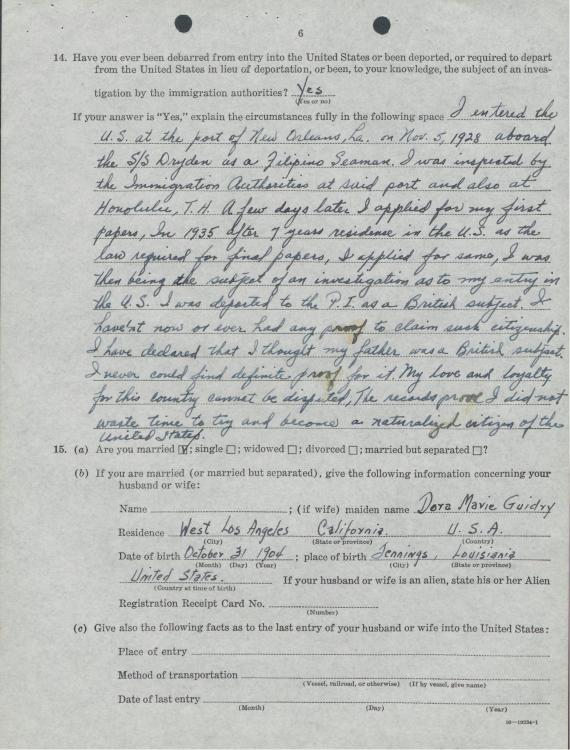 6
14. Have you ever been debarred from entry into the United States or been deported, or required to depart
from the United States in lieu of deportation, or been, to your knowledge, the subject of an inves-
tigation by the immigration authorities? Yes
(Yes or no)
If your answer is "Yes," explain the circumstances fully in the following space I entered the
U.S. at the port of New Orleans, La. on Nov. 5, 1928 aboard
the S/S Dryden as a Filipino Seaman. I was inspected by
the Immigration Authorities at said port and also at
Honolulu, T.H. A few days later I applied for my first
papers, In 1935 after 7 years residence in the U.S. as the
law required for final papers, I applied for same, I was
then being the subject of an investigation as to my entry in
the U.S. I was deported to the P.I. as a British subject, I
have'nt now or ever had any proof to claim such citizenship.
I have declared that I thought my father was a British subject.
I never could find definite proof for it. My love and loyalty
for this country cannot be disputed, The records prove I did not
waste time to try and become a naturalized citizen of the
United States.
15. (a) Are you married ☑; single ☐; widowed ☐; divorced ☐; married but separated ☐?
(b) If you are married (or married but separated), give the following information concerning your
husband or wife:
Name ; (if wife) maiden name Dora Marie Guidry
Residence West Los Angeles California U.S.A.
(City) (State or province) (Country)
Date of birth October 31 1904; place of birth Jennings, Louisiania
(Month) (Day) (Year) (City) (State or province)
United States. If your husband or wife is an alien, state his or her Alien
(Country at time of birth)
Registration Receipt Card No.
(Number)
(c) Give also the following facts as to the last entry of your husband or wife into the United States:
Place of entry
Method of transportation
(Vessel, railroad, or otherwise) (If by vessel, give name)
Date of last entry
(Month) (Day) (Year)
16—19234-1